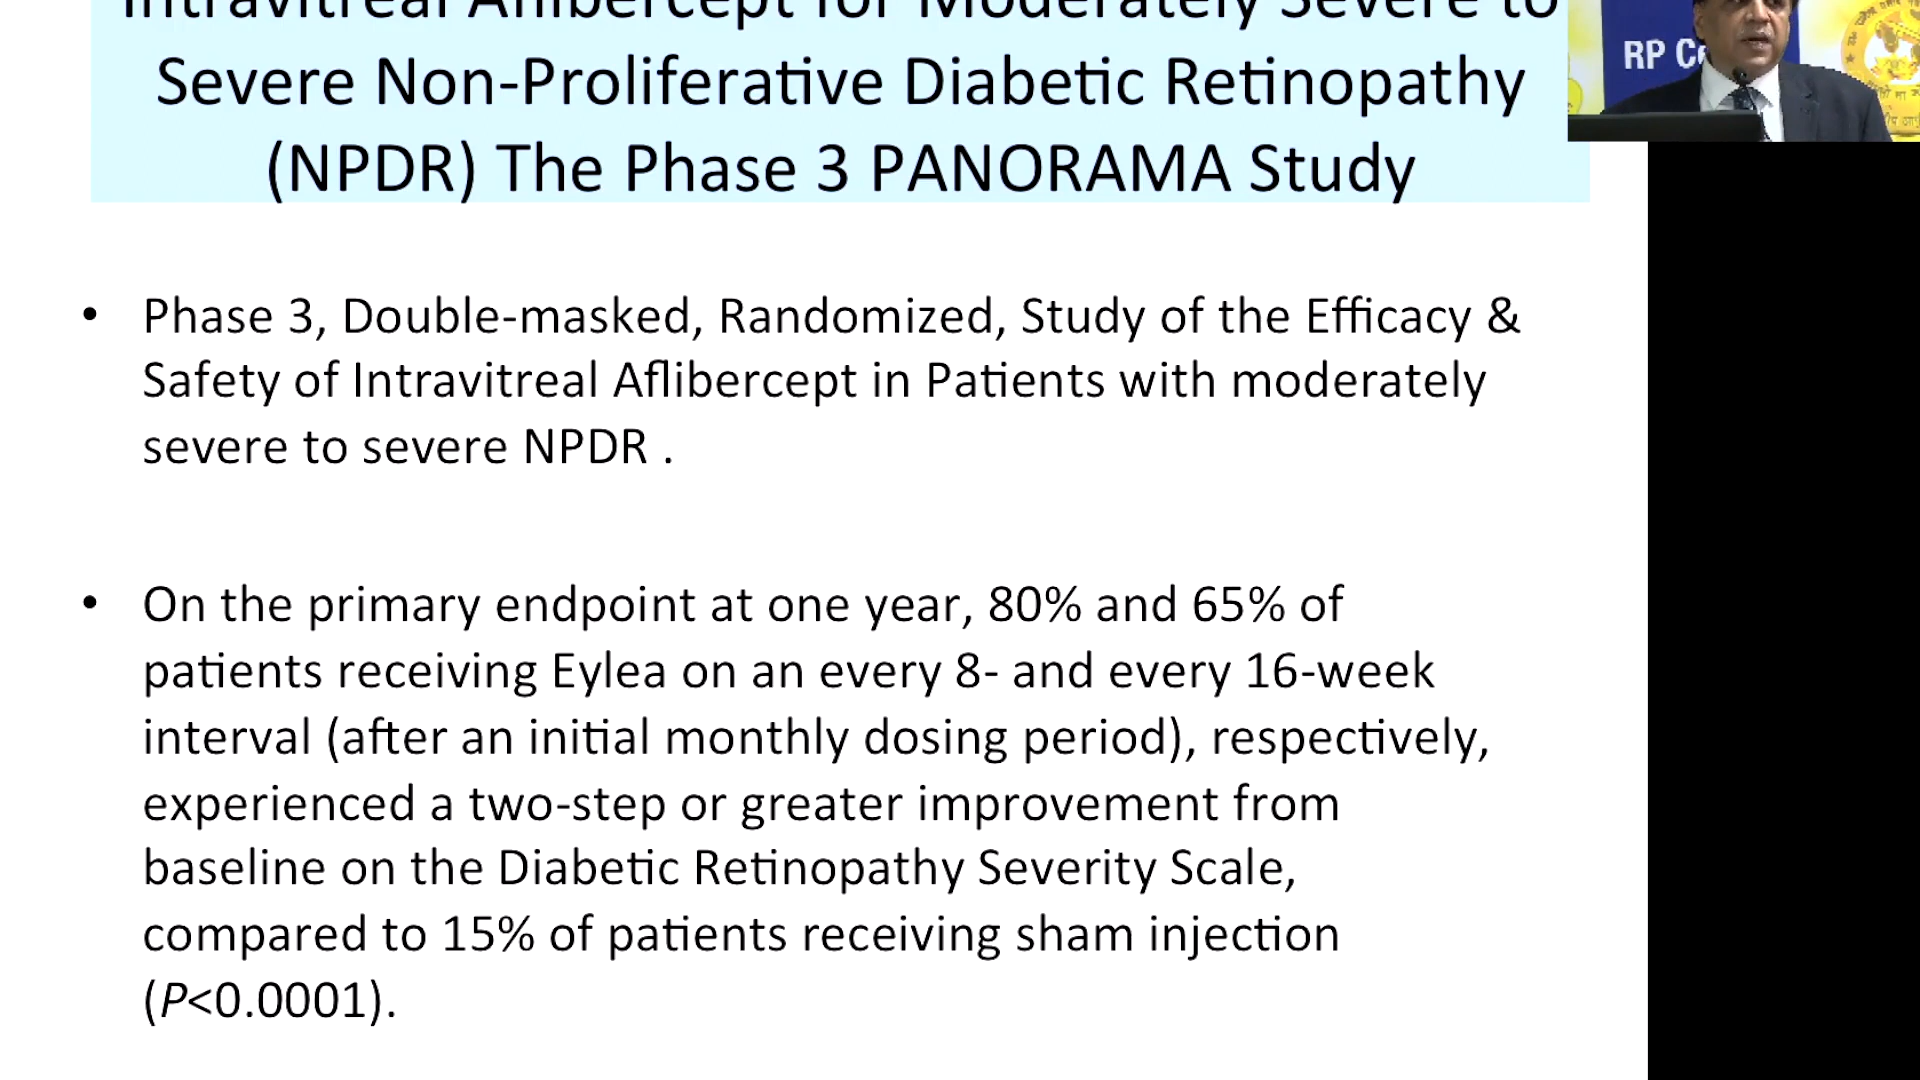 Intravitreal Aflibercept for Moderately Severe to
Severe Non-Proliferative Diabetic Retinopathy
(NPDR) The Phase 3 PANORAMA Study
RP
• Phase 3, Double-masked, Randomized, Study of the Efficacy &
Safety of Intravitreal Aflibercept in Patients with moderately
severe to severe NPDR .
• On the primary endpoint at one year, 80% and 65% of
patients receiving Eylea on an every 8- and every 16-week
interval (after an initial monthly dosing period), respectively,
experienced a two-step or greater improvement from
baseline on the Diabetic Retinopathy Severity Scale,
compared to 15% of patients receiving sham injection
(P<0.0001).